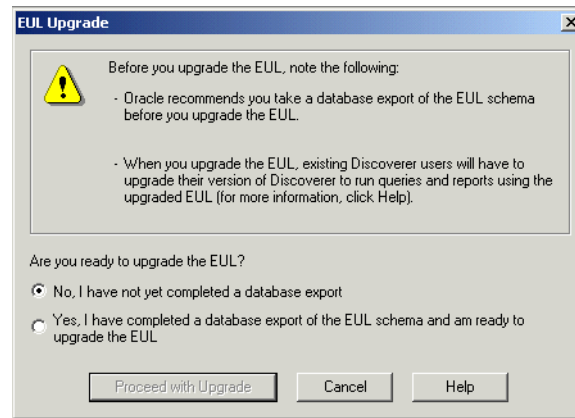 EUL Upgrade
Before you upgrade the EUL, note the following:
- Oracle recommends you take a database export of the EUL schema
before you upgrade the EUL.
- When you upgrade the EUL, existing Discoverer users will have to
upgrade their version of Discoverer to run queries and reports using the
upgraded EUL (for more information, click Help).
Are you ready to upgrade the EUL?
No, I have not yet completed a database export
Yes, I have completed a database export of the EUL schema and am ready to
upgrade the EUL
Proceed with Upgrade
Cancel
Help